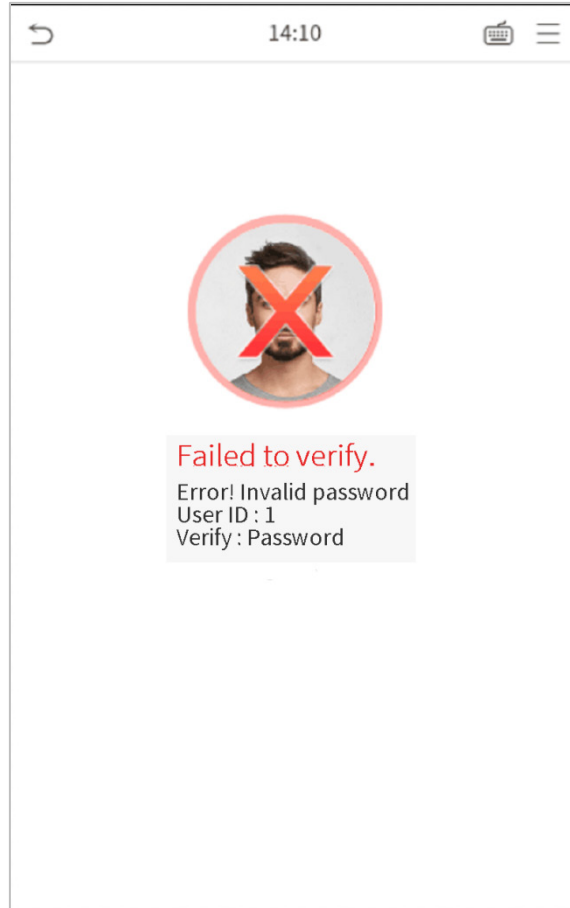 14:10
Failed to verify.
Error! Invalid password
User ID : 1
Verify : Password